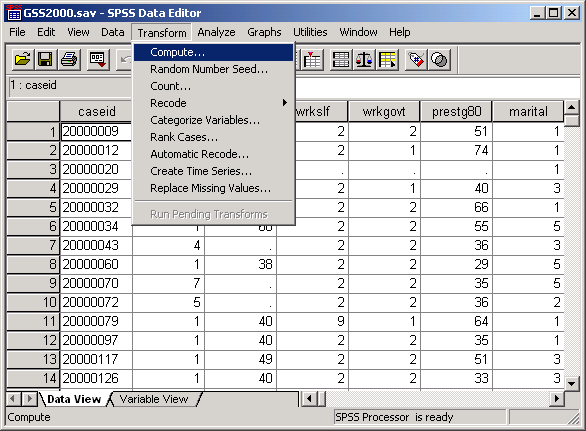 GSS2000.sav - SPSS Data Editor
File Edit View Data Transform Analyze Graphs Utilities Window Help
1 : caseid
Compute...
Random Number Seed...
Count...
Recode
Categorize Variables...
Rank Cases...
Automatic Recode...
Create Time Series...
Replace Missing Values...
Run Pending Transforms
caseid wrkslf wrkgovt prestg80 marital
1 20000009 2 2 51 1
2 20000012 2 1 74 1
3 20000020 . . . 1
4 20000029 2 1 40 3
5 20000032 2 2 66 1
6 20000034 1 60 2 2 55 5
7 20000043 4 . 2 2 36 3
8 20000060 1 38 2 2 29 5
9 20000070 7 . 2 2 35 5
10 20000072 5 . 2 2 36 2
11 20000079 1 40 9 1 64 1
12 20000097 1 40 2 2 35 1
13 20000117 1 49 2 2 51 3
14 20000126 1 40 2 2 33 3
Data View Variable View
Compute SPSS Processor is ready